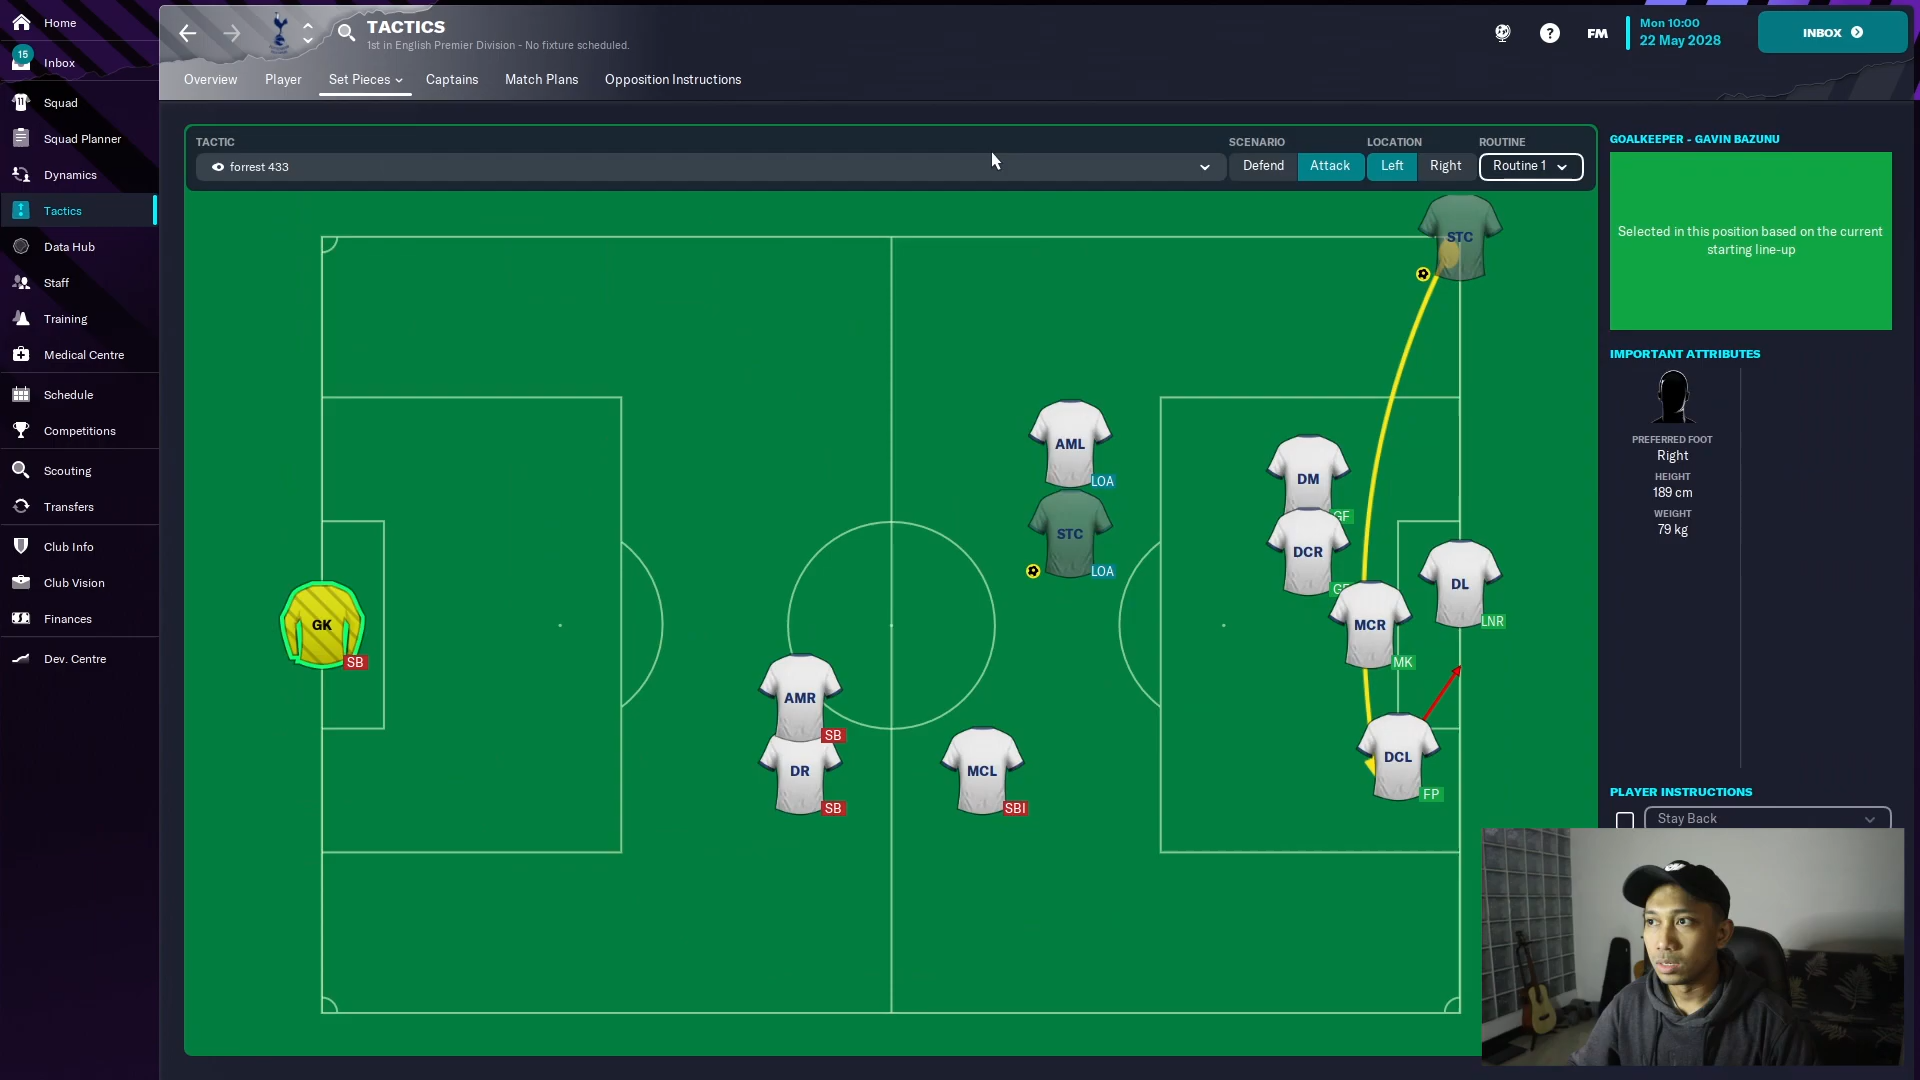 Home
15
Inbox
Squad
Squad Planner
Dynamics
Tactics
Data Hub
Staff
Training
Medical Centre
Schedule
Competitions
Scouting
Transfers
Club Info
Club Vision
Finances
Dev. Centre
TACTICS
1st in English Premier Division - No fixture scheduled.
FM
Mon 10:00
22 May 2028
INBOX
Overview
Player
Set Pieces
Captains
Match Plans
Opposition Instructions
TACTIC
forrest 433
SCENARIO
Defend
Attack
LOCATION
Left
Right
ROUTINE
Routine 1
STC
AML
LOA
STC
LOA
DM
GF
DCR
MCR
MK
DL
LNR
GK
SB
AMR
SB
DR
SB
MCL
SBI
DCL
FP
GOALKEEPER - GAVIN BAZUNU
Selected in this position based on the current
starting line-up
IMPORTANT ATTRIBUTES
PREFERRED FOOT
Right
HEIGHT
189 cm
WEIGHT
79 kg
PLAYER INSTRUCTIONS
Stay Back